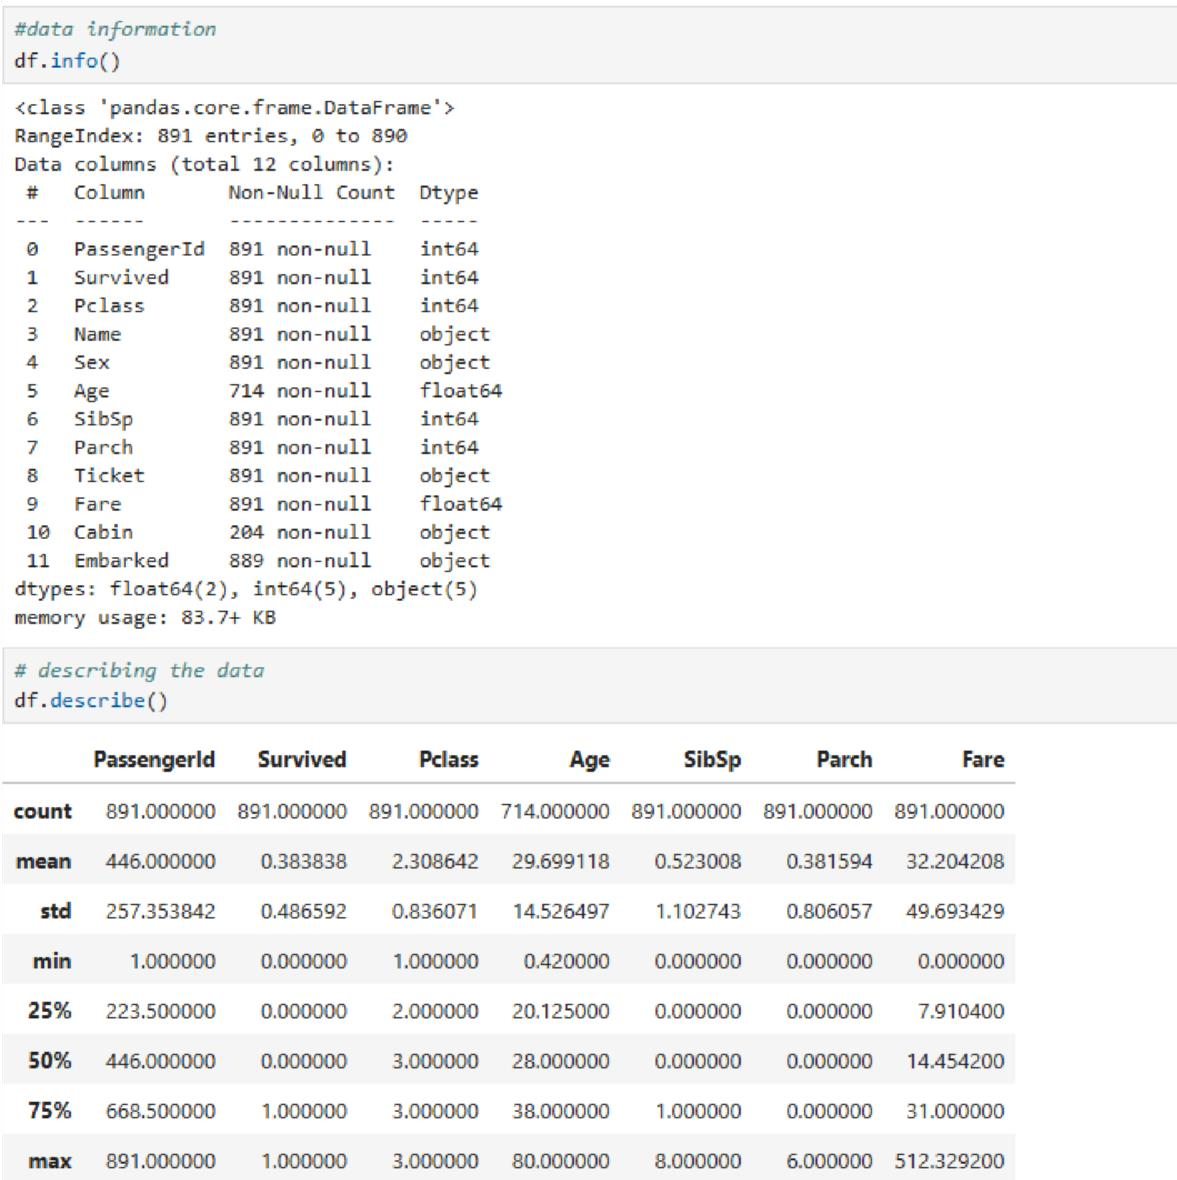 #data information
df.info()
<class 'pandas.core.frame.DataFrame'>
RangeIndex: 891 entries, 0 to 890
Data columns (total 12 columns):
 #   Column       Non-Null Count  Dtype
---  ------       --------------  -----
 0   PassengerId  891 non-null    int64
 1   Survived     891 non-null    int64
 2   Pclass       891 non-null    int64
 3   Name         891 non-null    object
 4   Sex          891 non-null    object
 5   Age          714 non-null    float64
 6   SibSp        891 non-null    int64
 7   Parch        891 non-null    int64
 8   Ticket       891 non-null    object
 9   Fare         891 non-null    float64
 10  Cabin        204 non-null    object
 11  Embarked     889 non-null    object
dtypes: float64(2), int64(5), object(5)
memory usage: 83.7+ KB
# describing the data
df.describe()
PassengerId Survived Pclass Age SibSp Parch Fare
count 891.000000 891.000000 891.000000 714.000000 891.000000 891.000000 891.000000
mean 446.000000 0.383838 2.308642 29.699118 0.523008 0.381594 32.204208
std 257.353842 0.486592 0.836071 14.526497 1.102743 0.806057 49.693429
min 1.000000 0.000000 1.000000 0.420000 0.000000 0.000000 0.000000
25% 223.500000 0.000000 2.000000 20.125000 0.000000 0.000000 7.910400
50% 446.000000 0.000000 3.000000 28.000000 0.000000 0.000000 14.454200
75% 668.500000 1.000000 3.000000 38.000000 1.000000 0.000000 31.000000
max 891.000000 1.000000 3.000000 80.000000 8.000000 6.000000 512.329200